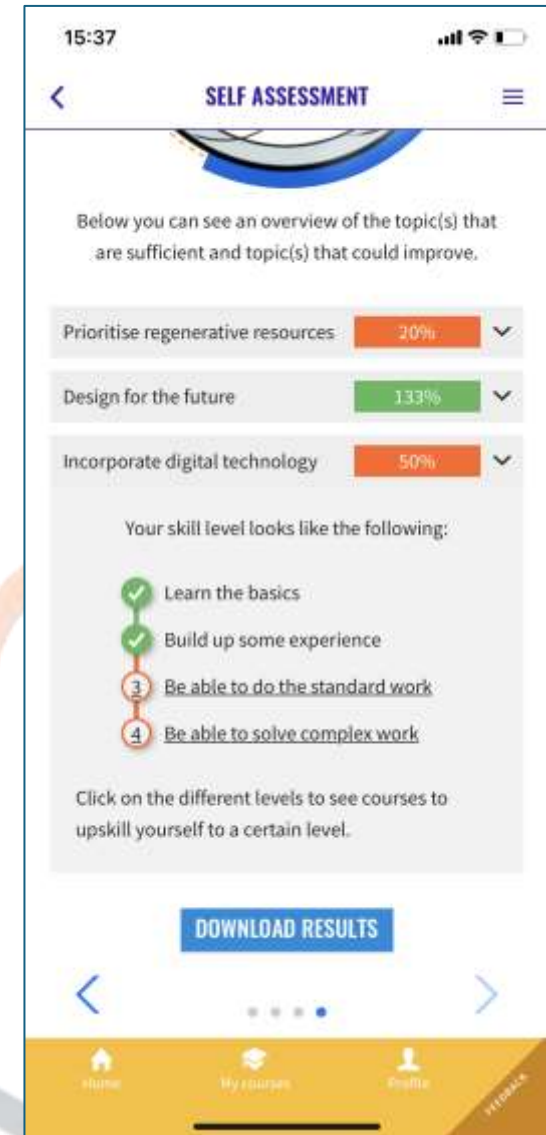 15:37
SELF ASSESSMENT
Below you can see an overview of the topic(s) that
are sufficient and topic(s) that could improve.
Prioritise regenerative resources 20%
Design for the future 133%
Incorporate digital technology 50%
Your skill level looks like the following:
Learn the basics
Build up some experience
3 Be able to do the standard work
4 Be able to solve complex work
Click on the different levels to see courses to
upskill yourself to a certain level.
DOWNLOAD RESULTS
Home My courses Profile
FEEDBACK